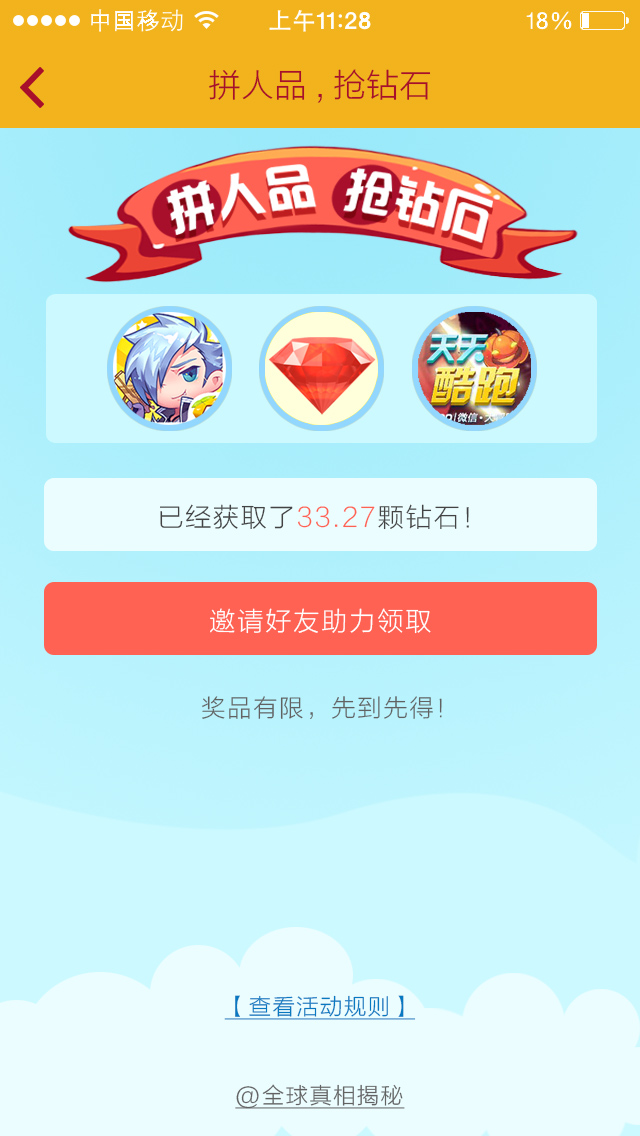 中国移动 上午11:28 18%
拼人品，抢钻石
拼人品 抢钻石
天天
酷跑
已经获取了33.27颗钻石！
邀请好友助力领取
奖品有限，先到先得！
【查看活动规则】
@全球真相揭秘